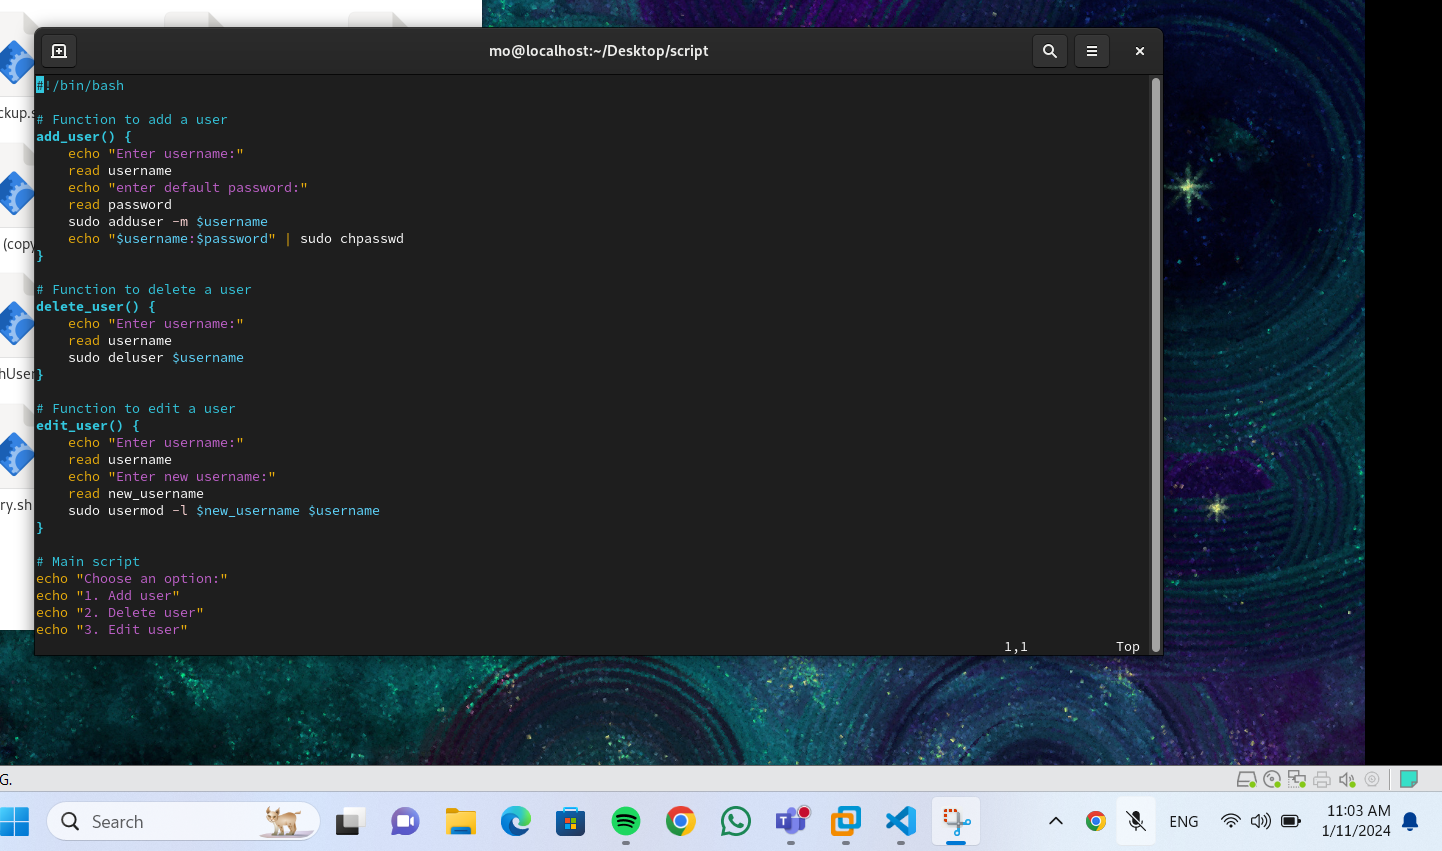 mo@localhost:~/Desktop/script
#!/bin/bash
# Function to add a user
add_user() {
    echo "Enter username:"
    read username
    echo "enter default password:"
    read password
    sudo adduser -m $username
    echo "$username:$password" | sudo chpasswd
}
# Function to delete a user
delete_user() {
    echo "Enter username:"
    read username
    sudo deluser $username
}
# Function to edit a user
edit_user() {
    echo "Enter username:"
    read username
    echo "Enter new username:"
    read new_username
    sudo usermod -l $new_username $username
}
# Main script
echo "Choose an option:"
echo "1. Add user"
echo "2. Delete user"
echo "3. Edit user"
1,1 Top
ckup.s
(copy
hUser
ry.sh
G.
Search
ENG
11:03 AM
1/11/2024